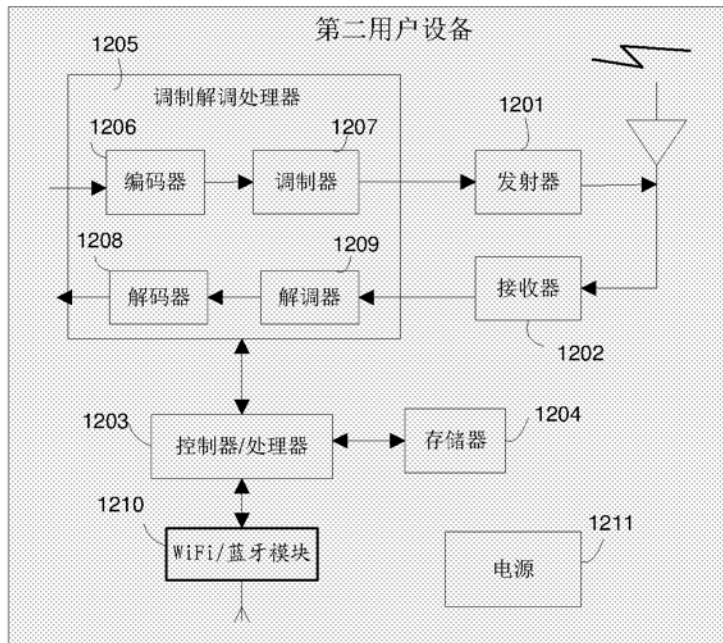 第二用户设备
1205
调制解调处理器
1206
1207
1201
编码器
调制器
发射器
1208
1209
解码器
解调器
接收器
1202
1203
1204
控制器/处理器
存储器
1210
1211
WiFi/蓝牙模块
电源